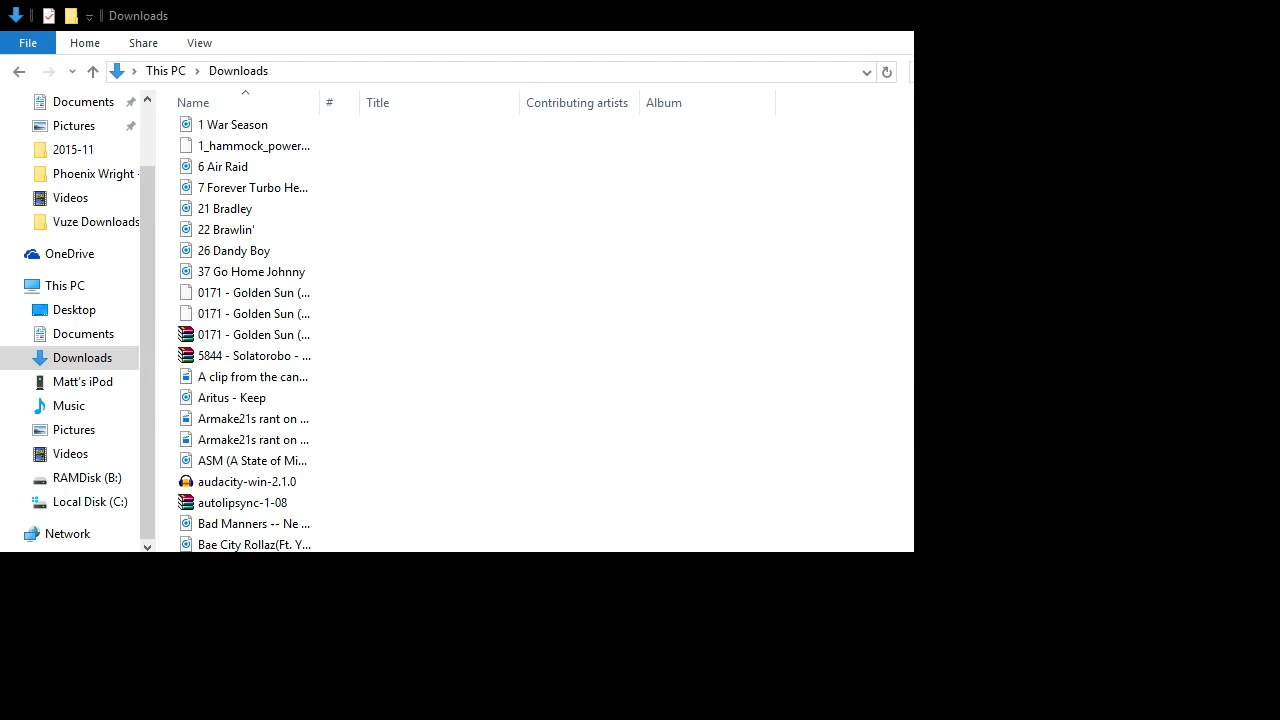 Downloads
File Home Share View
This PC Downloads
Name # Title Contributing artists Album
Documents
Pictures
2015-11
Phoenix Wright -
Videos
Vuze Downloads
OneDrive
This PC
Desktop
Documents
Downloads
Matt's iPod
Music
Pictures
Videos
RAMDisk (B:)
Local Disk (C:)
Network
1 War Season
1_hammock_power...
6 Air Raid
7 Forever Turbo He...
21 Bradley
22 Brawlin'
26 Dandy Boy
37 Go Home Johnny
0171 - Golden Sun (...
0171 - Golden Sun (...
0171 - Golden Sun (...
5844 - Solatorobo - ...
A clip from the can...
Aritus - Keep
Armake21s rant on ...
Armake21s rant on ...
ASM (A State of Mi...
audacity-win-2.1.0
autolipsync-1-08
Bad Manners -- Ne ...
Bae City Rollaz(Ft. Y...